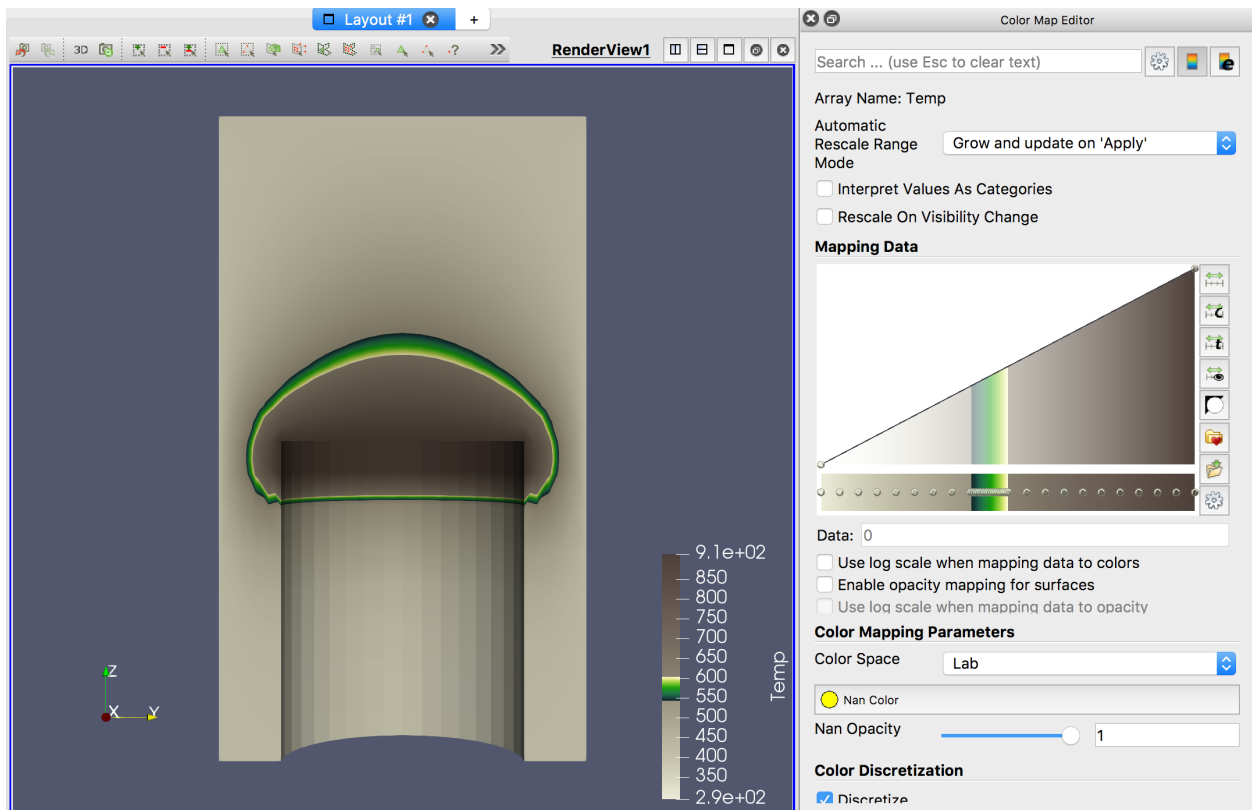 Layout #1
+
3D
.?
»
RenderView1
Color Map Editor
Search ... (use Esc to clear text)
Array Name: Temp
Automatic
Rescale Range
Mode
Grow and update on 'Apply'
Interpret Values As Categories
Rescale On Visibility Change
Mapping Data
Data: 0
Use log scale when mapping data to colors
Enable opacity mapping for surfaces
Use log scale when mapping data to opacity
Color Mapping Parameters
Color Space
Lab
Nan Color
Nan Opacity
1
Color Discretization
Discretize
9.1e+02
850
800
750
700
650
600
550
500
450
400
350
2.9e+02
Temp
Z
X
Y